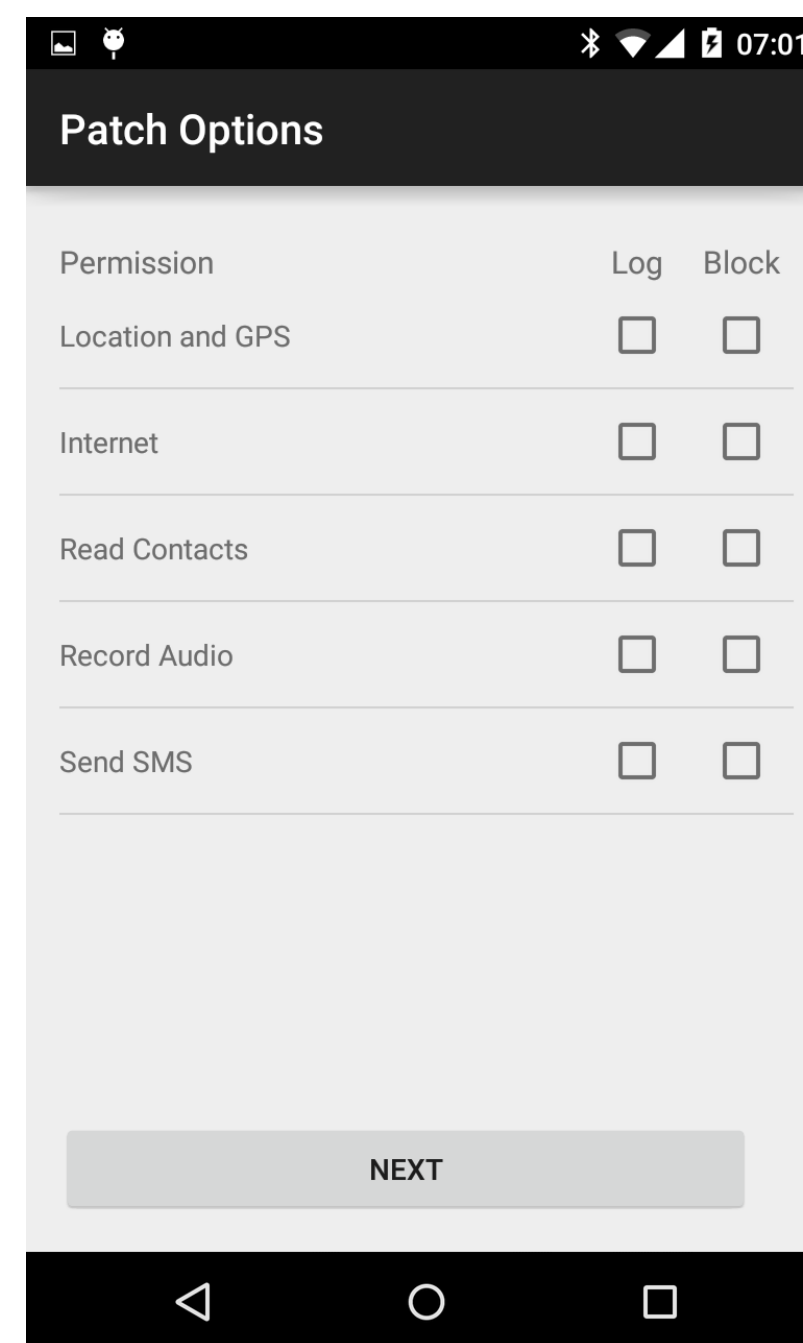 07:01
Patch Options
Permission Log Block
Location and GPS
Internet
Read Contacts
Record Audio
Send SMS
NEXT